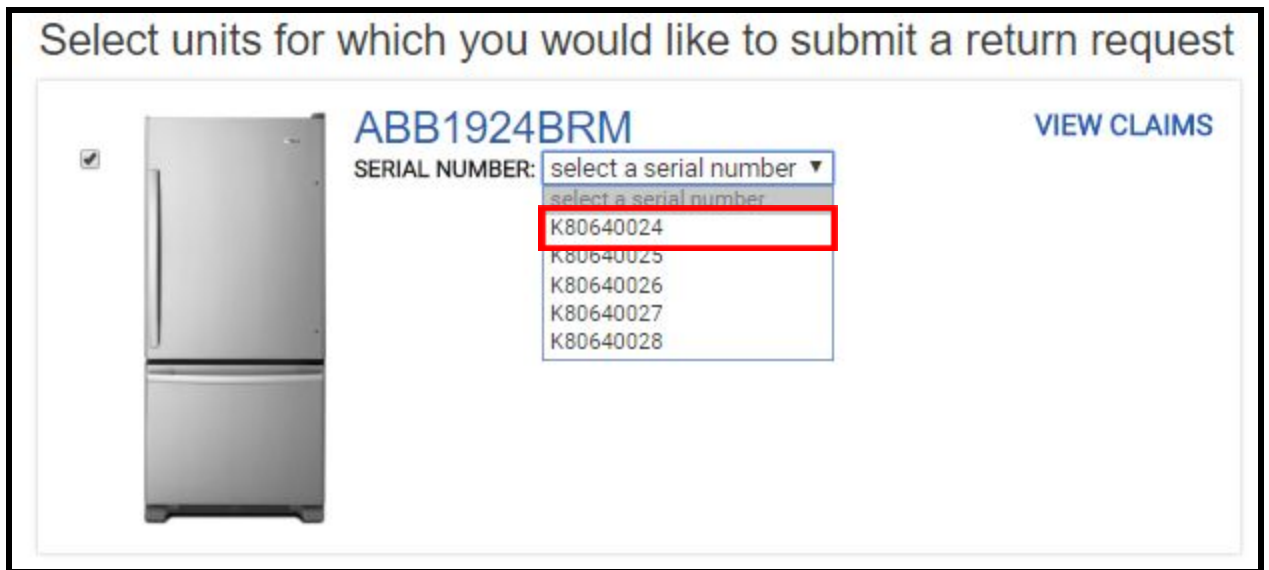 Select units for which you would like to submit a return request
ABB1924BRM
VIEW CLAIMS
SERIAL NUMBER: select a serial number
select a serial number
K80640024
K80640025
K80640026
K80640027
K80640028